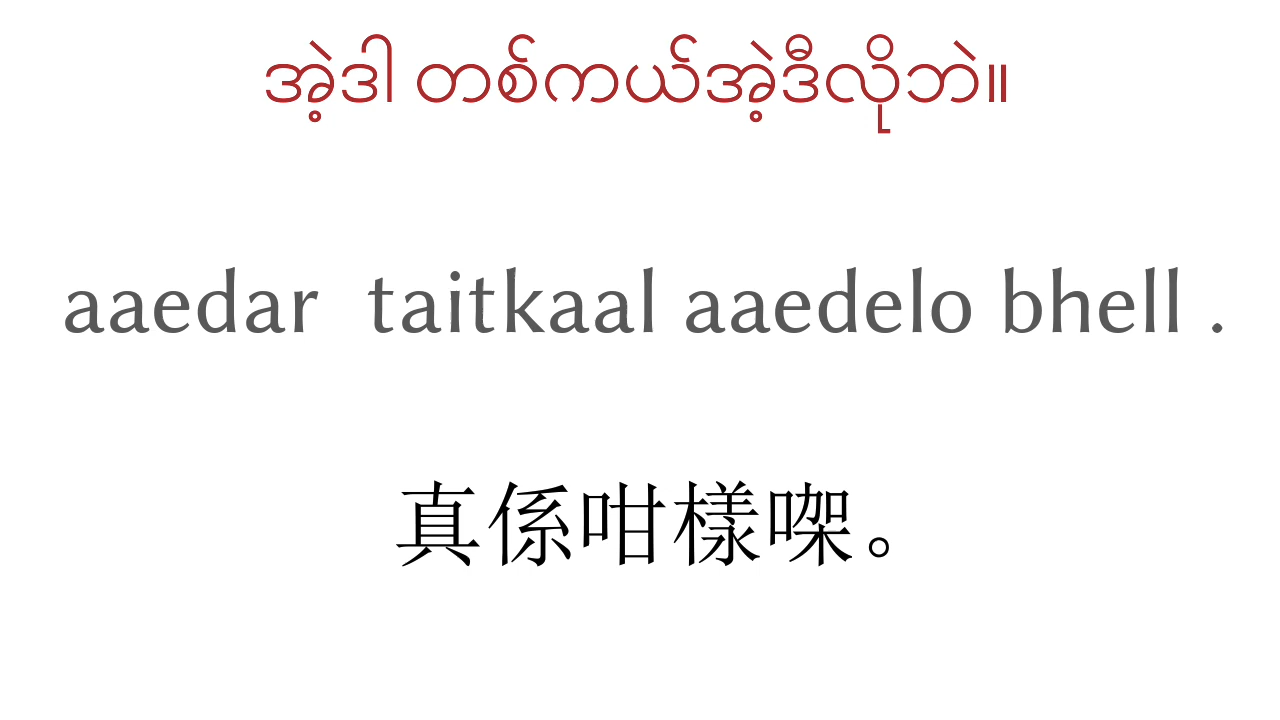 အဲ့ဒါ တစ်ကယ်အဲ့ဒီလိုဘဲ။
aaedar taitkaal aaedelo bhell .
真係咁樣㗎。